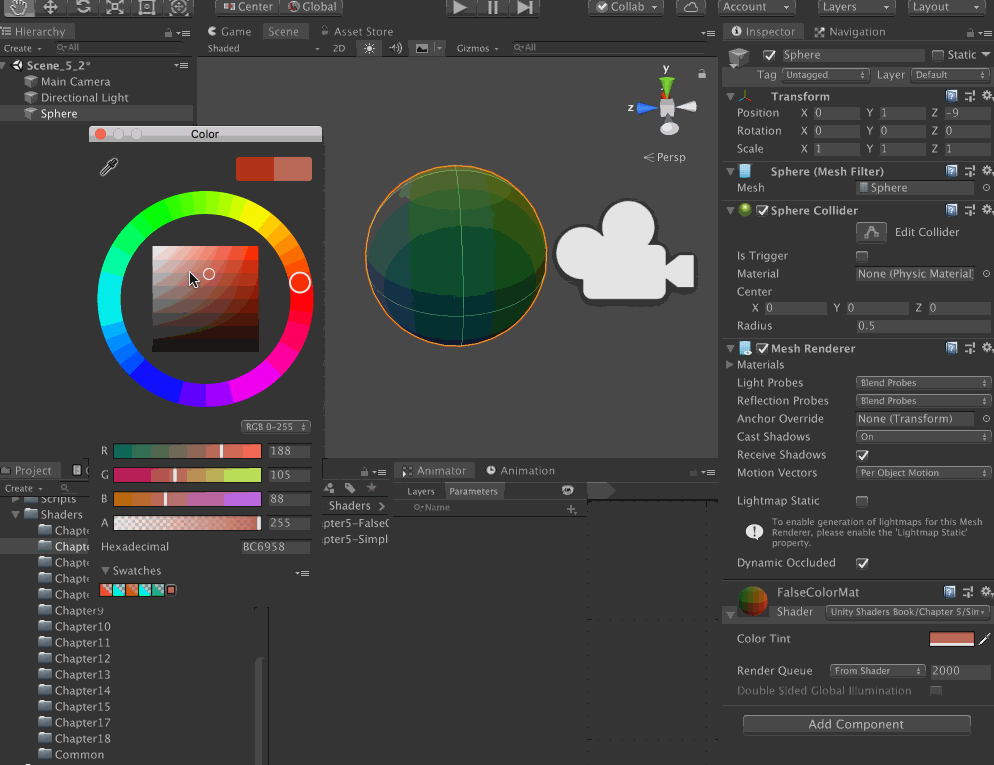 Center Global Collab Account Layers Layout
Hierarchy
Create All
Scene_5_2*
Main Camera
Directional Light
Sphere
Game Scene Asset Store
Shaded 2D Gizmos All
y
z
Persp
Color
RGB 0-255
R 188
G 105
B 88
A 255
Hexadecimal BC6958
Swatches
Project
Create
Scripts
Shaders
Chapte
Chapte
Chapte
Chapte
Chapte
Chapter9
Chapter10
Chapter11
Chapter12
Chapter13
Chapter14
Chapter15
Chapter17
Chapter18
Common
Shaders
pter5-FalseC
pter5-Simpl
Animator Animation
Layers Parameters
Name
Inspector Navigation
Sphere Static
Tag Untagged Layer Default
Transform
Position X 0 Y 1 Z -9
Rotation X 0 Y 0 Z 0
Scale X 1 Y 1 Z 1
Sphere (Mesh Filter)
Mesh Sphere
Sphere Collider
Edit Collider
Is Trigger
Material None (Physic Material)
Center
X 0 Y 0 Z 0
Radius 0.5
Mesh Renderer
Materials
Light Probes Blend Probes
Reflection Probes Blend Probes
Anchor Override None (Transform)
Cast Shadows On
Receive Shadows
Motion Vectors Per Object Motion
Lightmap Static
To enable generation of lightmaps for this Mesh
Renderer, please enable the 'Lightmap Static'
property.
Dynamic Occluded
FalseColorMat
Shader Unity Shaders Book/Chapter 5/Sim
Color Tint
Render Queue From Shader 2000
Double Sided Global Illumination
Add Component